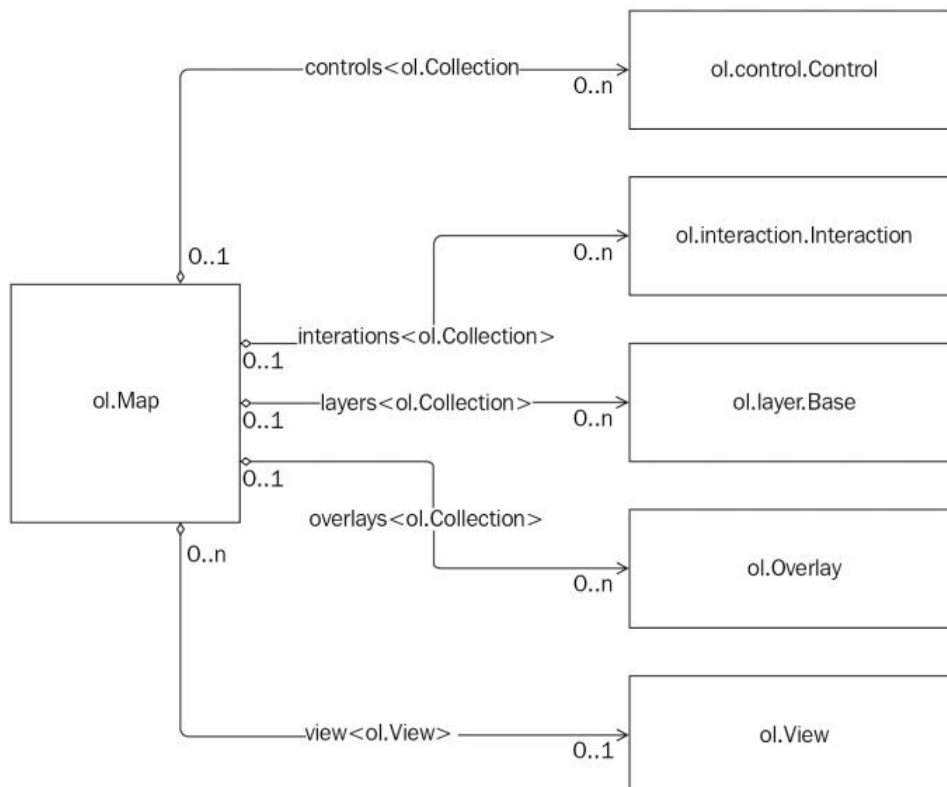 controls<ol.Collection
0..n
ol.control.Control
0..1
ol.interaction.Interaction
0..n
interations<ol.Collection>
0..1
ol.Map
layers<ol.Collection>
0..1
0..n
ol.layer.Base
0..1
overlays<ol.Collection>
0..n
ol.Overlay
0..n
view<ol.View>
0..1
ol.View